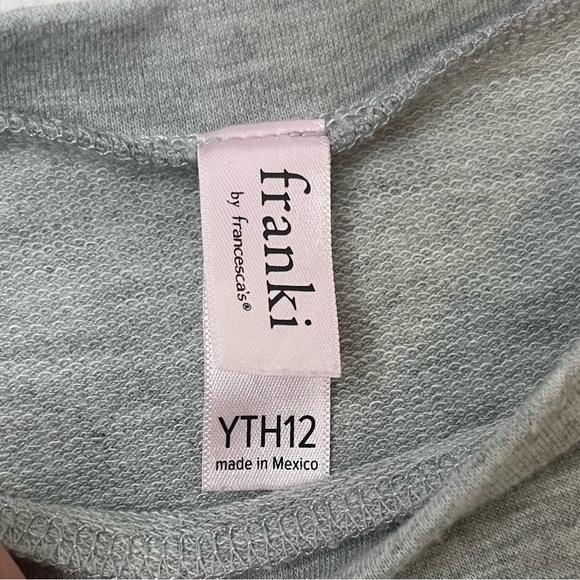 franki
by francesca's®
YTH12
made in Mexico